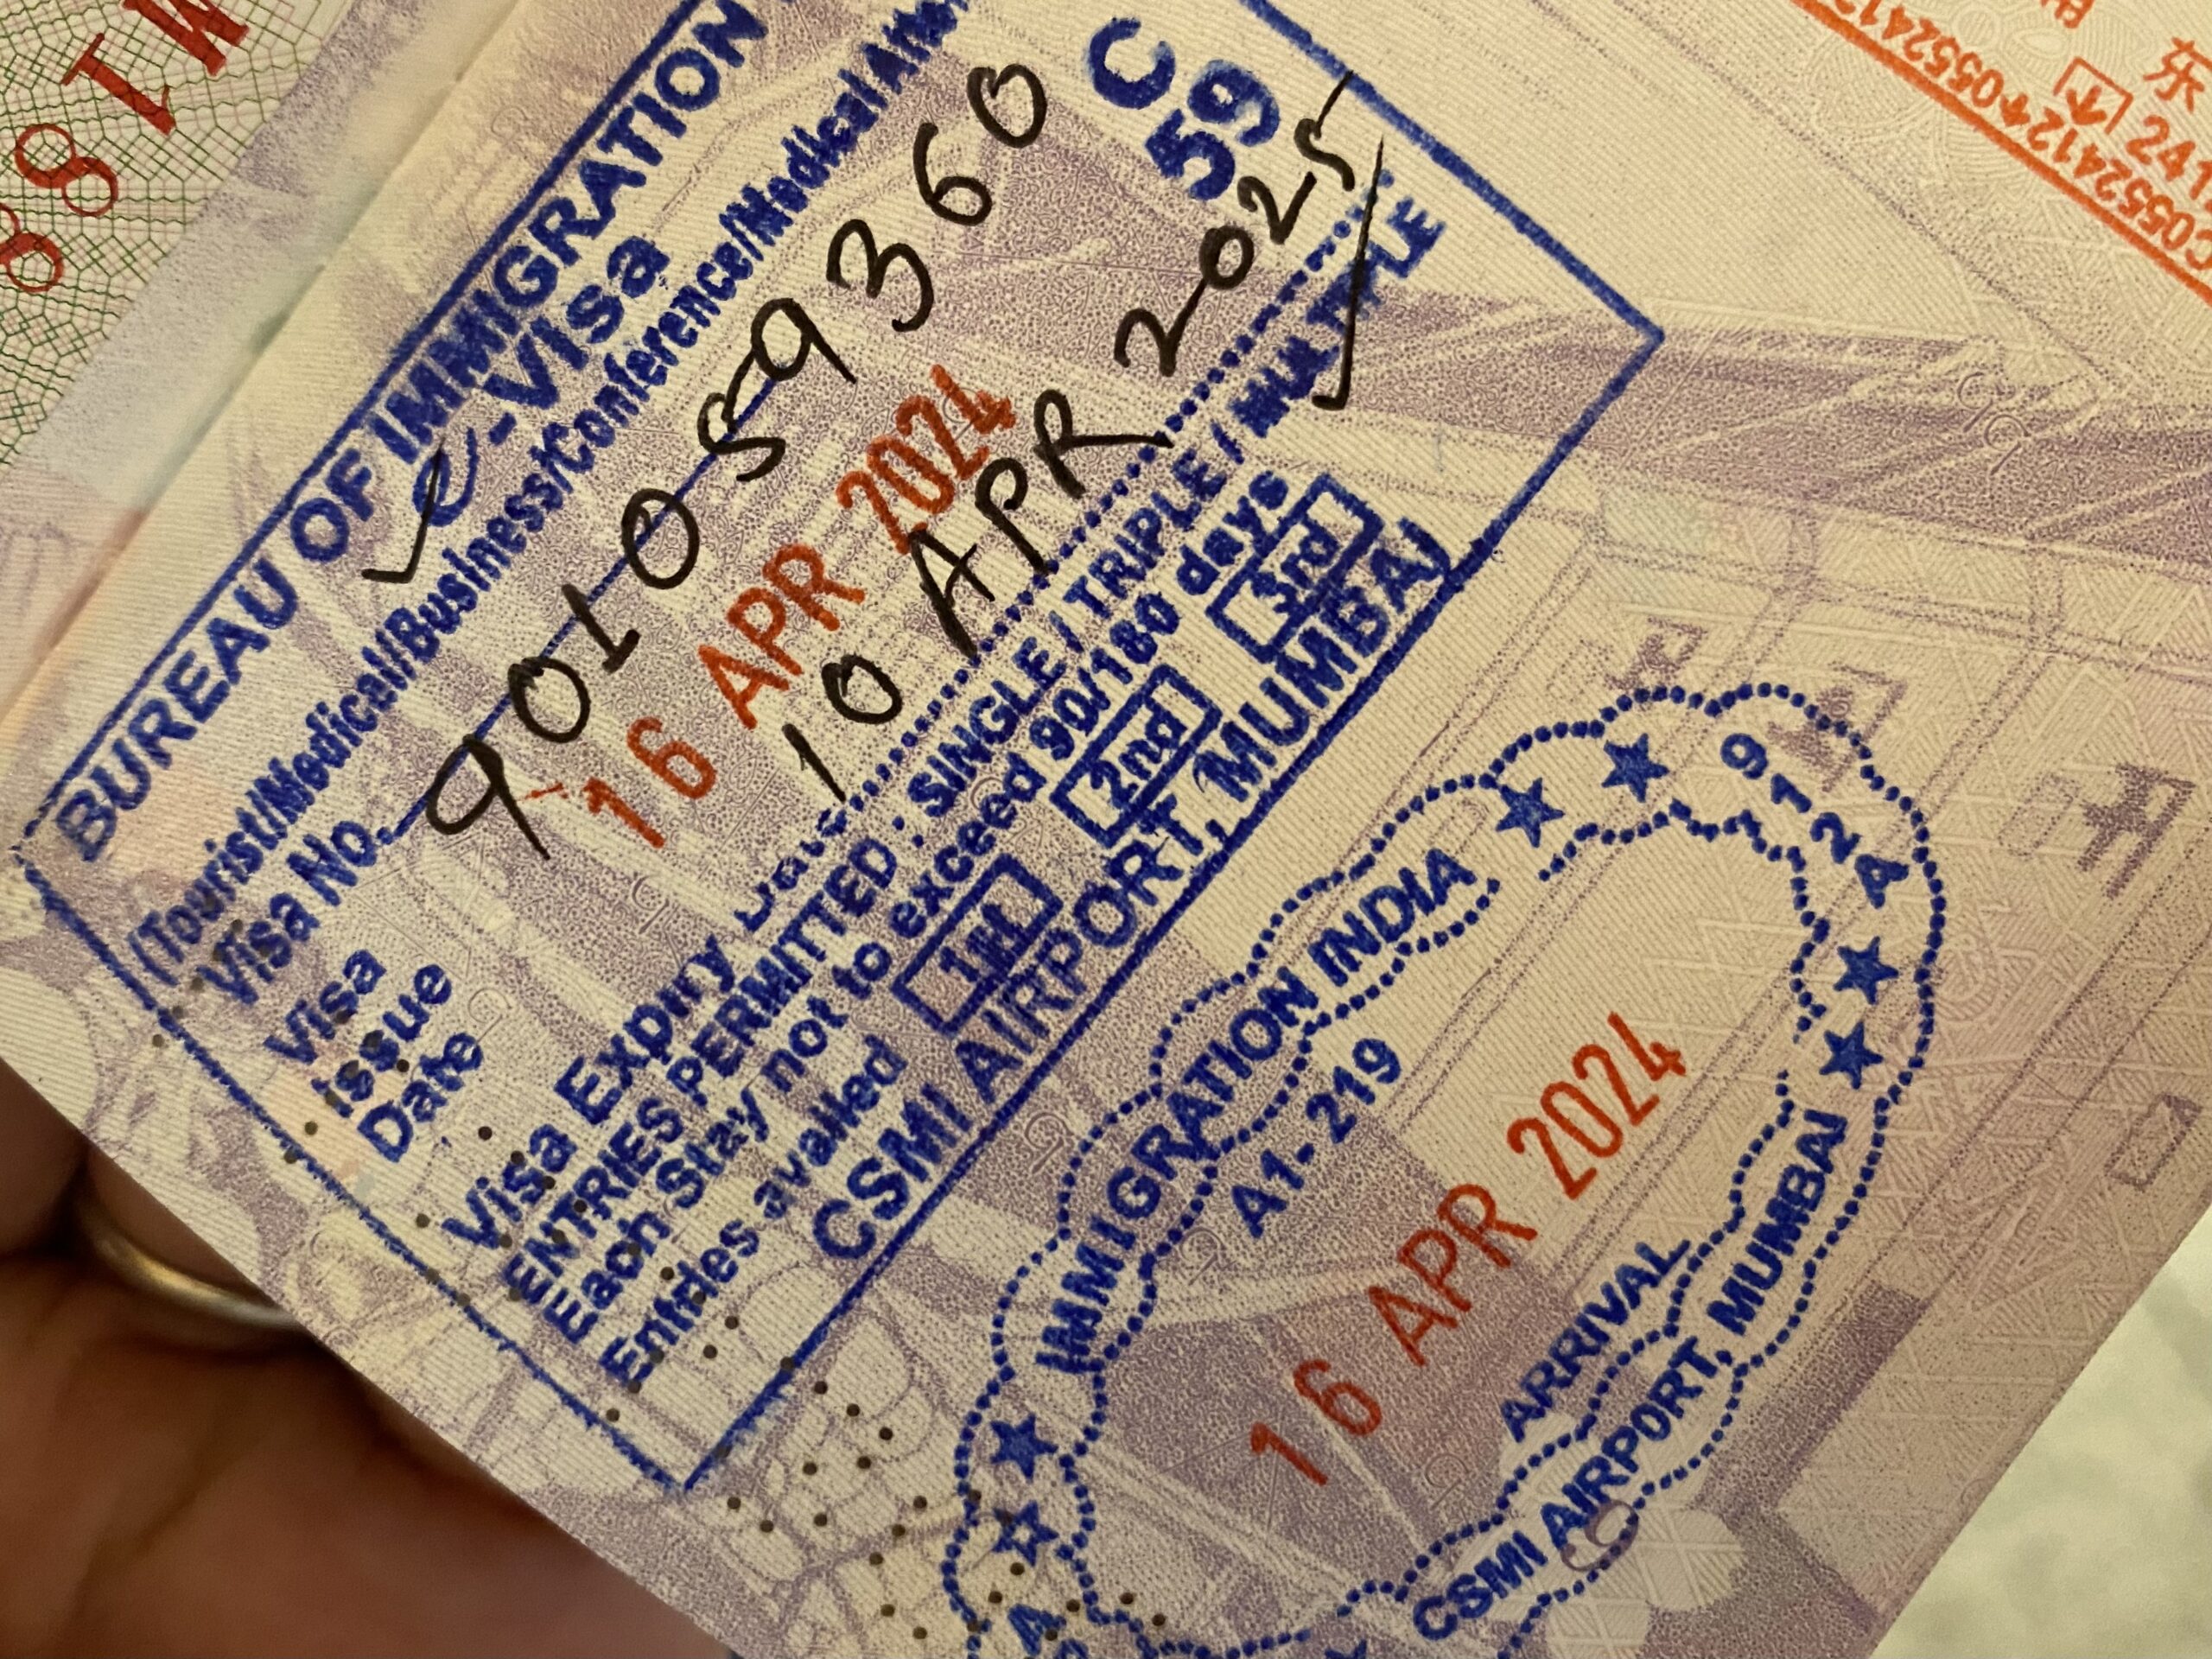 BUREAU OF IMMIGRATION
e-Visa
(Tourist/Medical/Business/Conference/Medical
C
59
Visa No. 901059360
Visa
Issue
Date
16 APR 2024
Visa Expiry Date 10 APR 2025
ENTRIES PERMITTED : SINGLE / TRIPLE / MULTIPLE
Each Stay not to exceed 90/180 days
Entries availed 1st 2nd 3rd
CSMI AIRPORT, MUMBAI
IMMIGRATION INDIA
9124A
A1-219
16 APR 2024
ARRIVAL
CSMI AIRPORT, MUMBAI